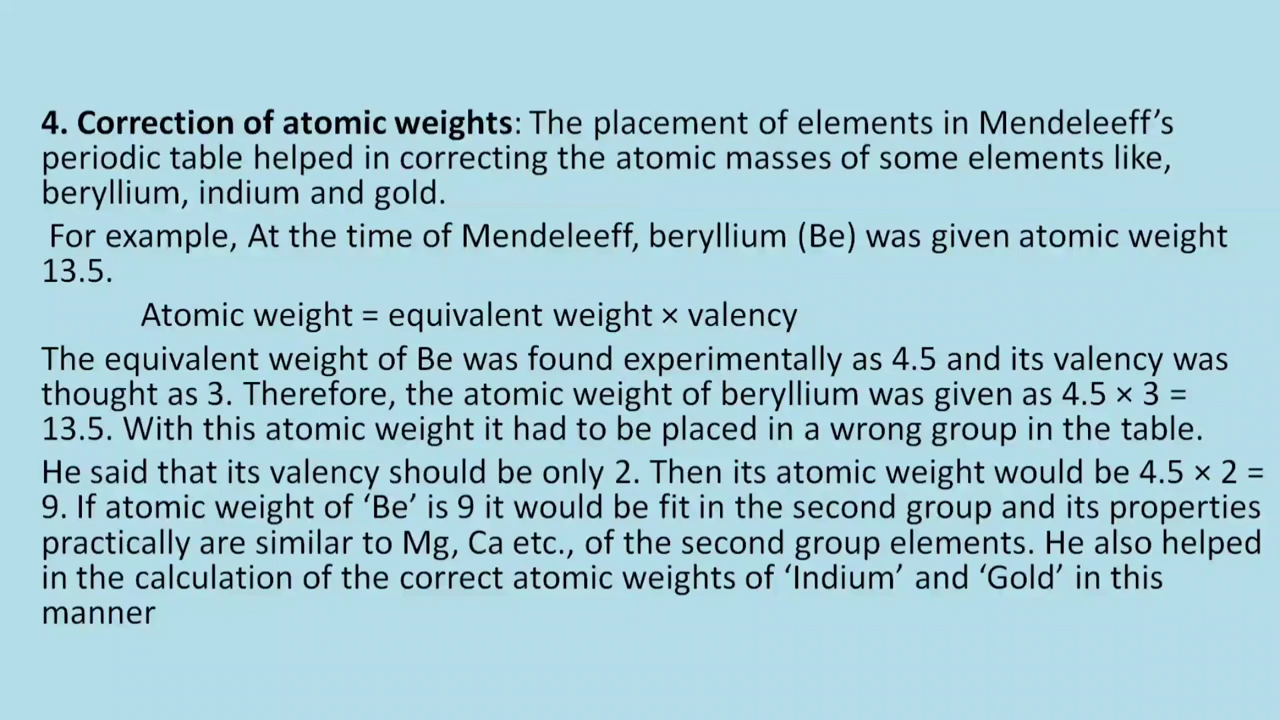 4. Correction of atomic weights: The placement of elements in Mendeleeff’s
periodic table helped in correcting the atomic masses of some elements like,
beryllium, indium and gold.
For example, At the time of Mendeleeff, beryllium (Be) was given atomic weight
13.5.
Atomic weight = equivalent weight × valency
The equivalent weight of Be was found experimentally as 4.5 and its valency was
thought as 3. Therefore, the atomic weight of beryllium was given as 4.5 × 3 =
13.5. With this atomic weight it had to be placed in a wrong group in the table.
He said that its valency should be only 2. Then its atomic weight would be 4.5 × 2 =
9. If atomic weight of ‘Be’ is 9 it would be fit in the second group and its properties
practically are similar to Mg, Ca etc., of the second group elements. He also helped
in the calculation of the correct atomic weights of ‘Indium’ and ‘Gold’ in this
manner